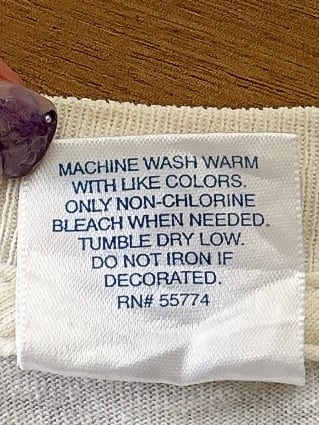 MACHINE WASH WARM
WITH LIKE COLORS.
ONLY NON-CHLORINE
BLEACH WHEN NEEDED.
TUMBLE DRY LOW.
DO NOT IRON IF
DECORATED.
RN# 55774